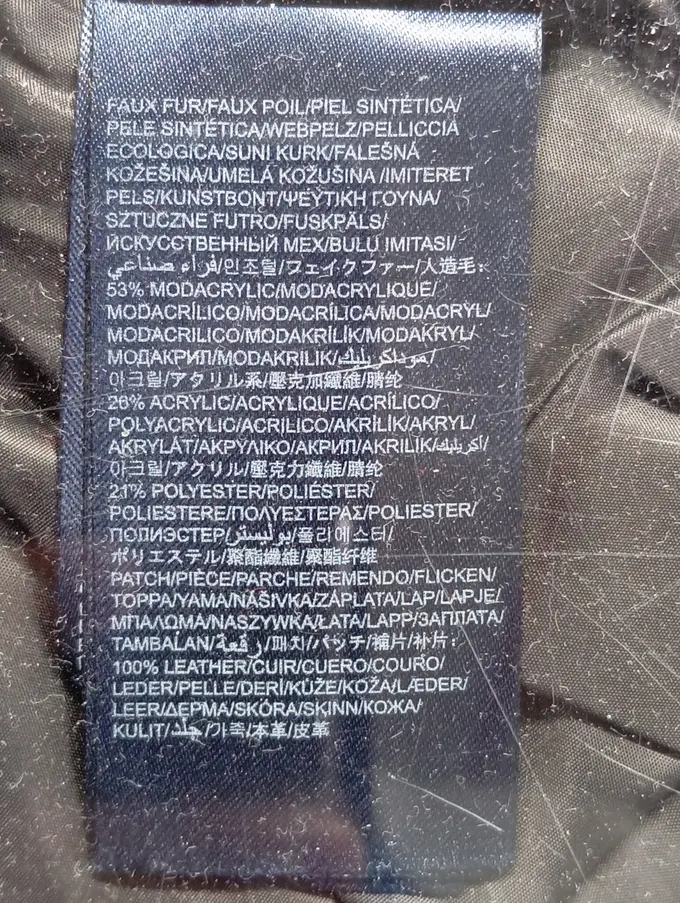 FAUX FUR/FAUX POIL/PIEL SINTÉTICA/
PELE SINTÉTICA/WEBPELZ/PELLICCIA
ECOLOGICA/SUNI KÜRK/FALEŠNÁ
KOŽEŠINA/UMELÁ KOŽUŠINA /IMITERET
PELS/KUNSTBONT/ΨΕΥΤΙΚΗ ΓΟΥΝΑ/
SZTUCZNE FUTRO/FUSKPÄLS/
ИСКУССТВЕННЫЙ МЕХ/BULU IMITASI/
فراء صناعي/인조털/フェイクファー/人造毛:
53% MODACRYLIC/MODACRYLIQUE/
MODACRÍLICO/MODACRÍLICA/MODACRYL/
MODACRILICO/MODAKRİLİK/MODAKRYL/
МОДАКРИЛ/MODAKRILIK/موداكريليك/
아크릴/アクリル系/壓克加纖維/腈纶
26% ACRYLIC/ACRYLIQUE/ACRÍLICO/
POLYACRYL/ACRILICO/AKRİLİK/AKRYL/
AKRYLÁT/ΑΚΡΥΛΙΚΟ/АКРИЛ/AKRILIK/أكريليك/
아크릴/アクリル/壓克力纖維/腈纶
21% POLYESTER/POLIÉSTER/
POLIESTERE/ΠΟΛΥΕΣΤΕΡΑΣ/POLIESTER/
ПОЛИЭСТЕР/بوليستر/폴리에스터/
ポリエステル/聚酯纖維/聚酯纤维
PATCH/PIÈCE/PARCHE/REMENDO/FLICKEN/
TOPPA/YAMA/NÁŠIVKA/ZÁPLATA/LAP/LAPJE/
ΜΠΑΛΩΜΑ/NASZYWKA/ŁATA/LAPP/ЗАПЛАТА/
TAMBALAN/رقعة/패치/パッチ/補片/补片:
100% LEATHER/CUIR/CUERO/COURO/
LEDER/PELLE/DERİ/KŮŽE/KOŽA/LÆDER/
LEER/ΔΕΡΜΑ/SKÓRA/SKINN/КОЖА/
KULIT/جلد/가죽/本革/皮革